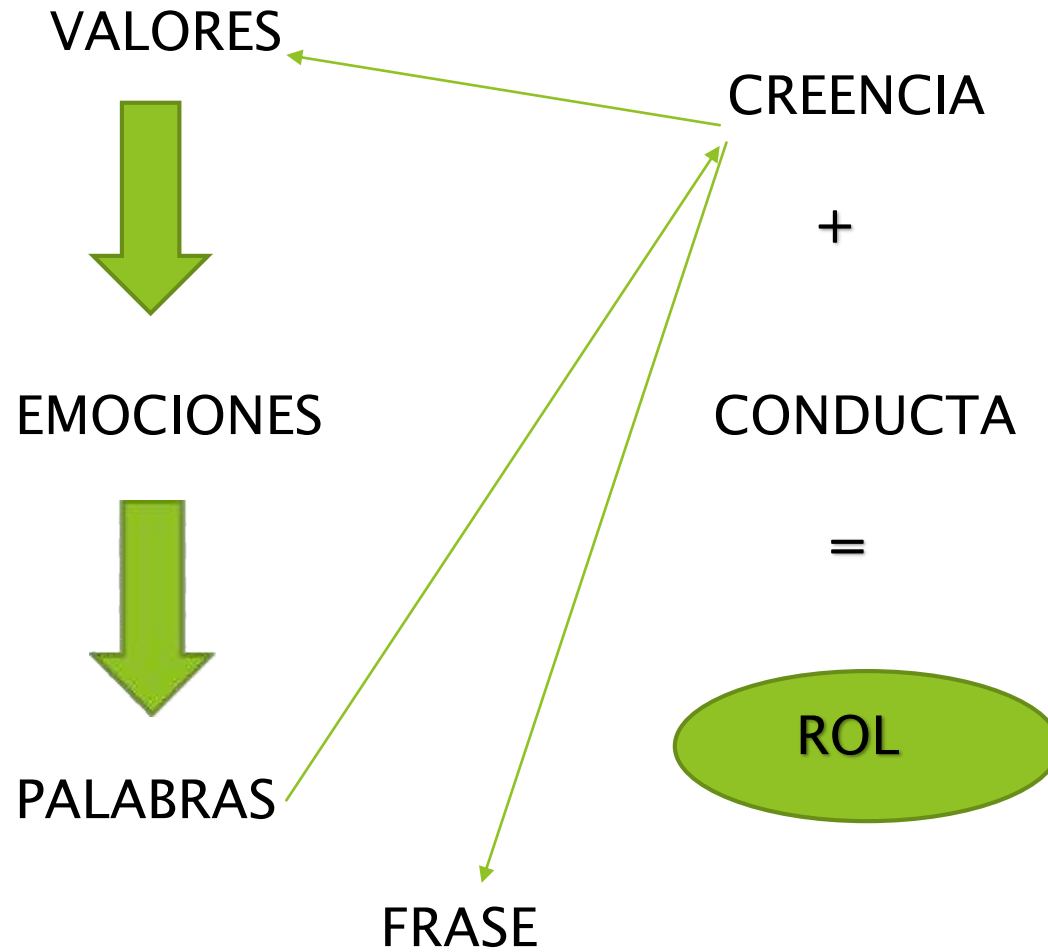 VALORES
CREENCIA
+
EMOCIONES
CONDUCTA
=
ROL
PALABRAS
FRASE